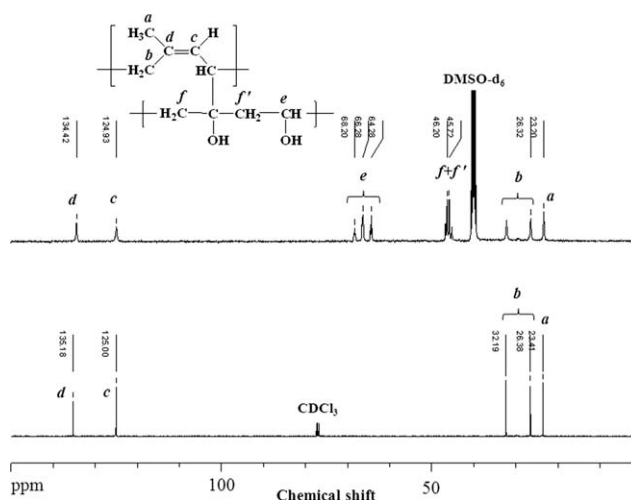 a
H₃C
d
c
H
C=C
b
H₂C
HC
f
f '
e
H₂C
C
CH₂
CH
OH
OH
DMSO-d₆
134.42
124.93
68.20
66.28
64.28
46.20
45.72
26.32
23.20
d
c
e
f+f '
b
a
135.18
125.00
32.19
26.38
23.41
d
c
CDCl₃
b
a
ppm
100
50
Chemical shift